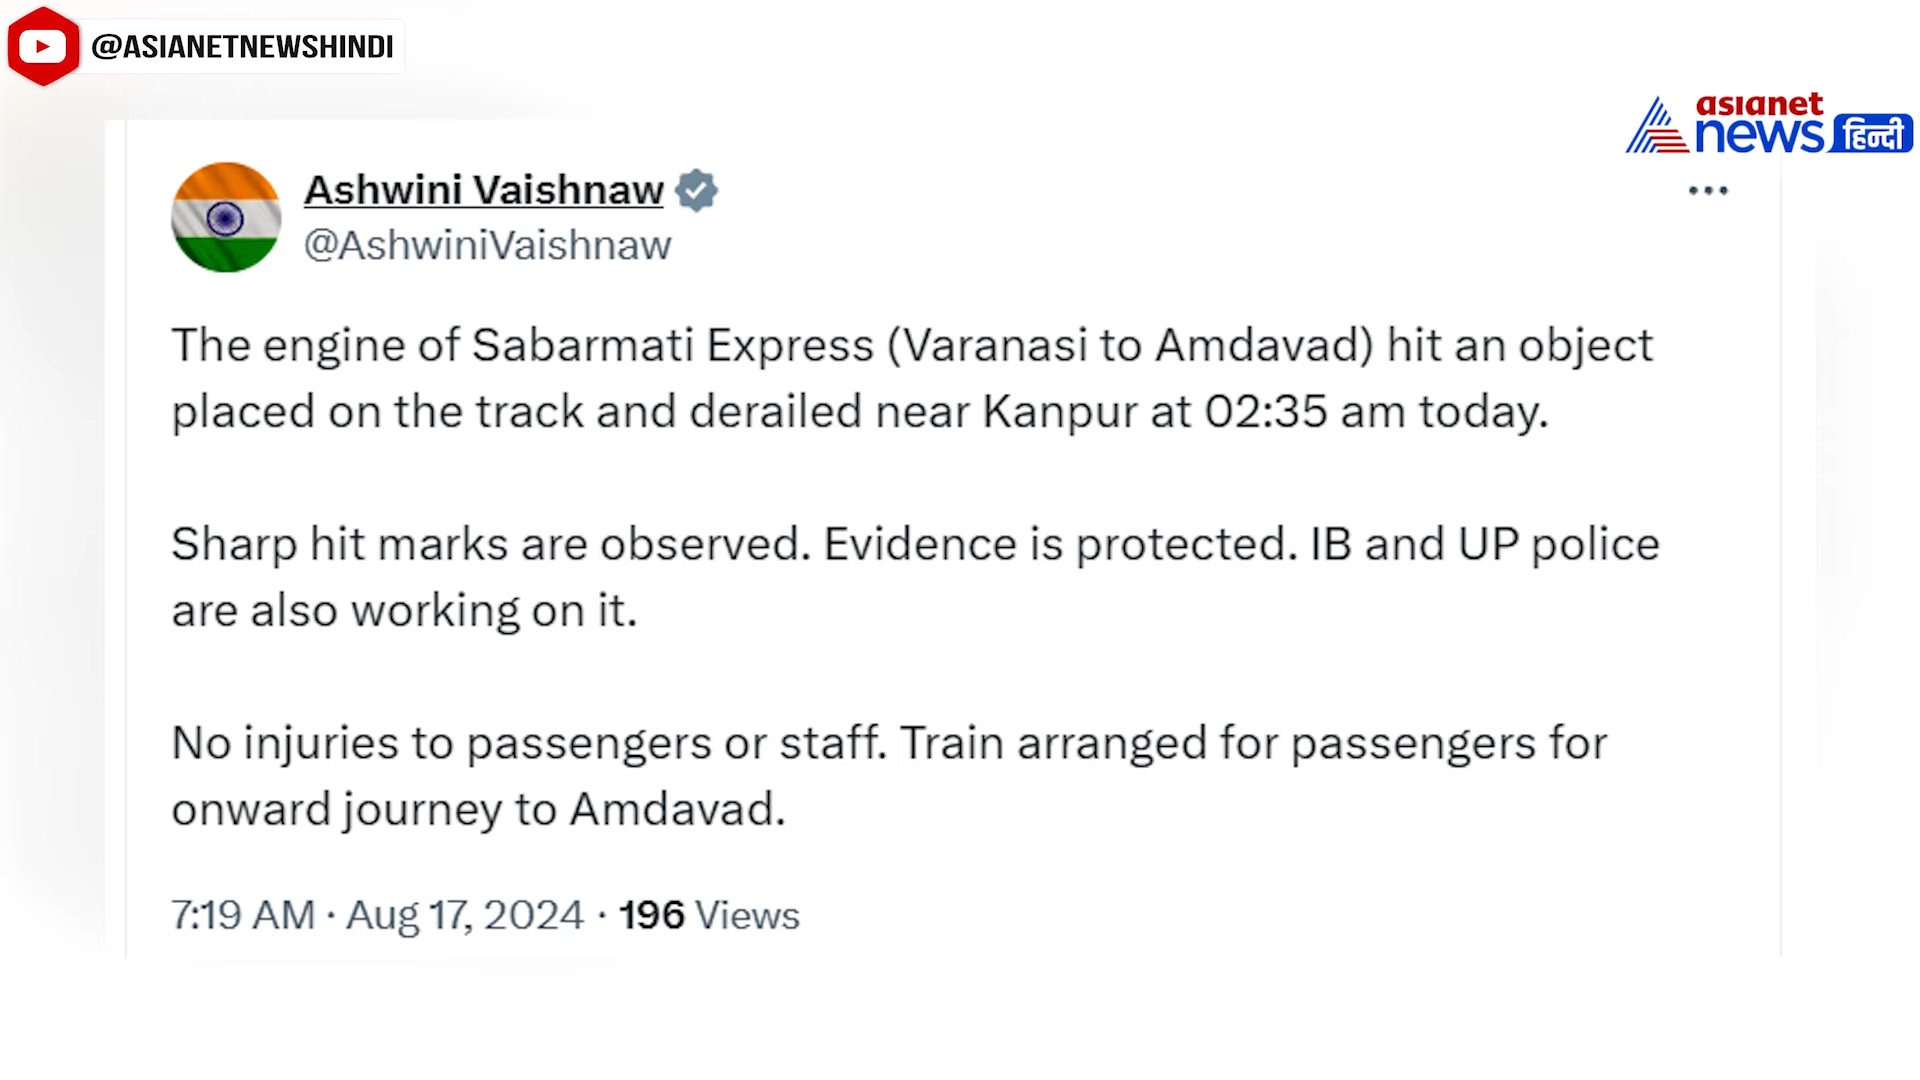 @ASIANETNEWSHINDI
asianet
news हिन्दी
Ashwini Vaishnaw
@AshwiniVaishnaw
The engine of Sabarmati Express (Varanasi to Amdavad) hit an object
placed on the track and derailed near Kanpur at 02:35 am today.
Sharp hit marks are observed. Evidence is protected. IB and UP police
are also working on it.
No injuries to passengers or staff. Train arranged for passengers for
onward journey to Amdavad.
7:19 AM · Aug 17, 2024 · 196 Views